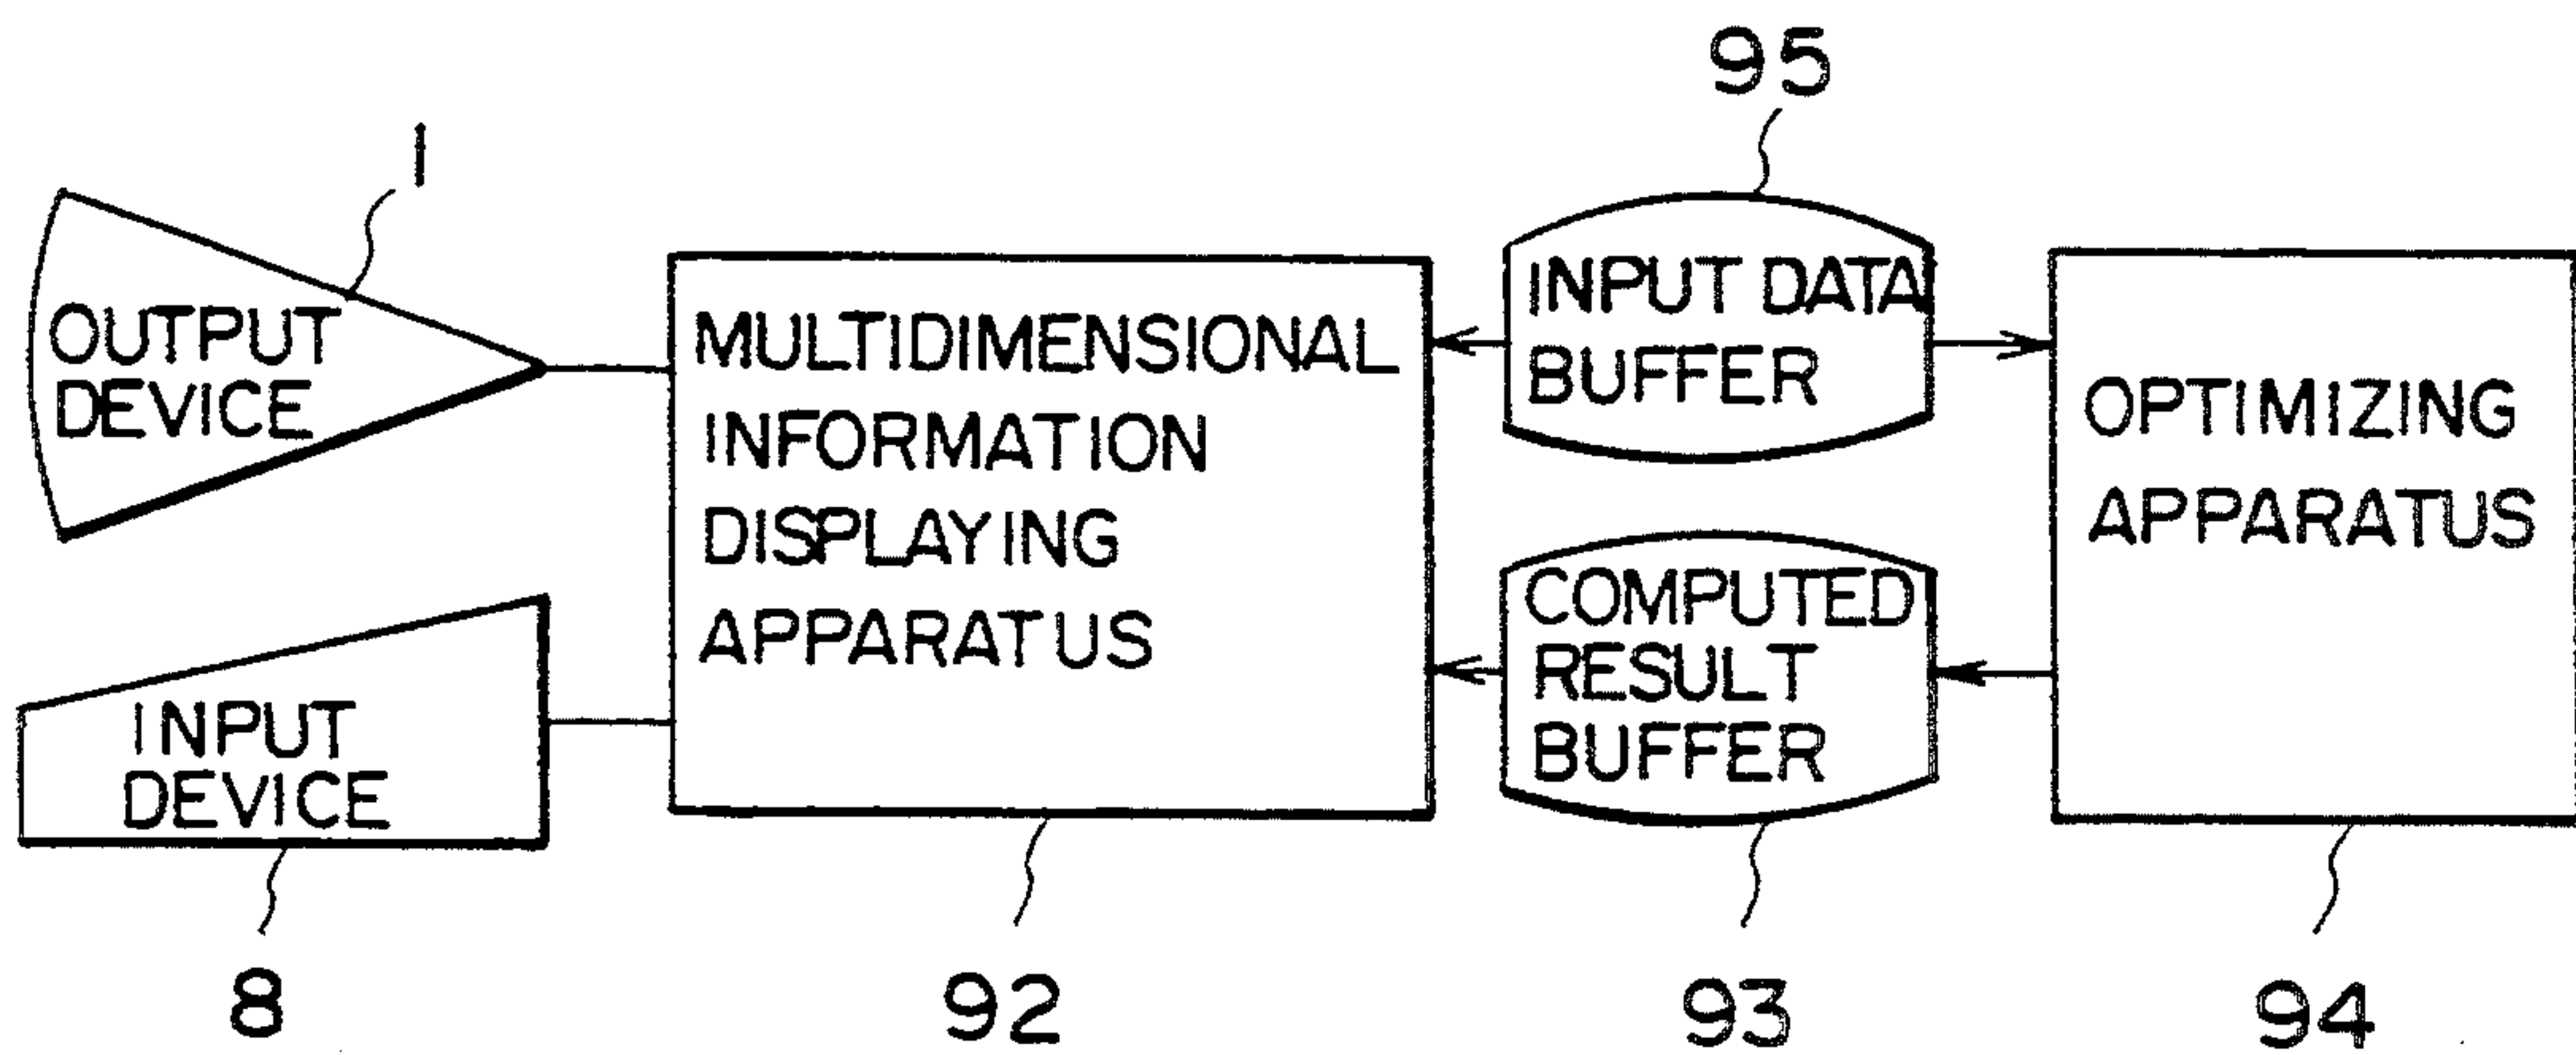 95
1
OUTPUT
DEVICE
MULTIDIMENSIONAL
INFORMATION
DISPLAYING
APPARATUS
INPUT DATA
BUFFER
OPTIMIZING
APPARATUS
COMPUTED
RESULT
BUFFER
INPUT
DEVICE
8
92
93
94